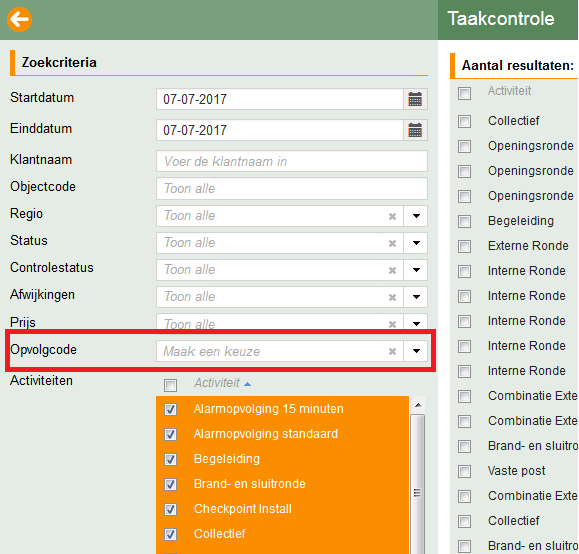 Taakcontrole
Zoekcriteria
Startdatum 07-07-2017
Einddatum 07-07-2017
Klantnaam Voer de klantnaam in
Objectcode Toon alle
Regio Toon alle
Status Toon alle
Controlestatus Toon alle
Afwijkingen Toon alle
Prijs Toon alle
Opvolgcode Maak een keuze
Activiteiten Activiteit
Alarmopvolging 15 minuten
Alarmopvolging standaard
Begeleiding
Brand- en sluitronde
Checkpoint Install
Collectief
Aantal resultaten:
Activiteit
Collectief
Openingsronde
Openingsronde
Openingsronde
Begeleiding
Externe Ronde
Interne Ronde
Interne Ronde
Interne Ronde
Interne Ronde
Interne Ronde
Combinatie Exte
Combinatie Exte
Brand- en sluitro
Vaste post
Combinatie Exte
Collectief
Brand- en sluitro